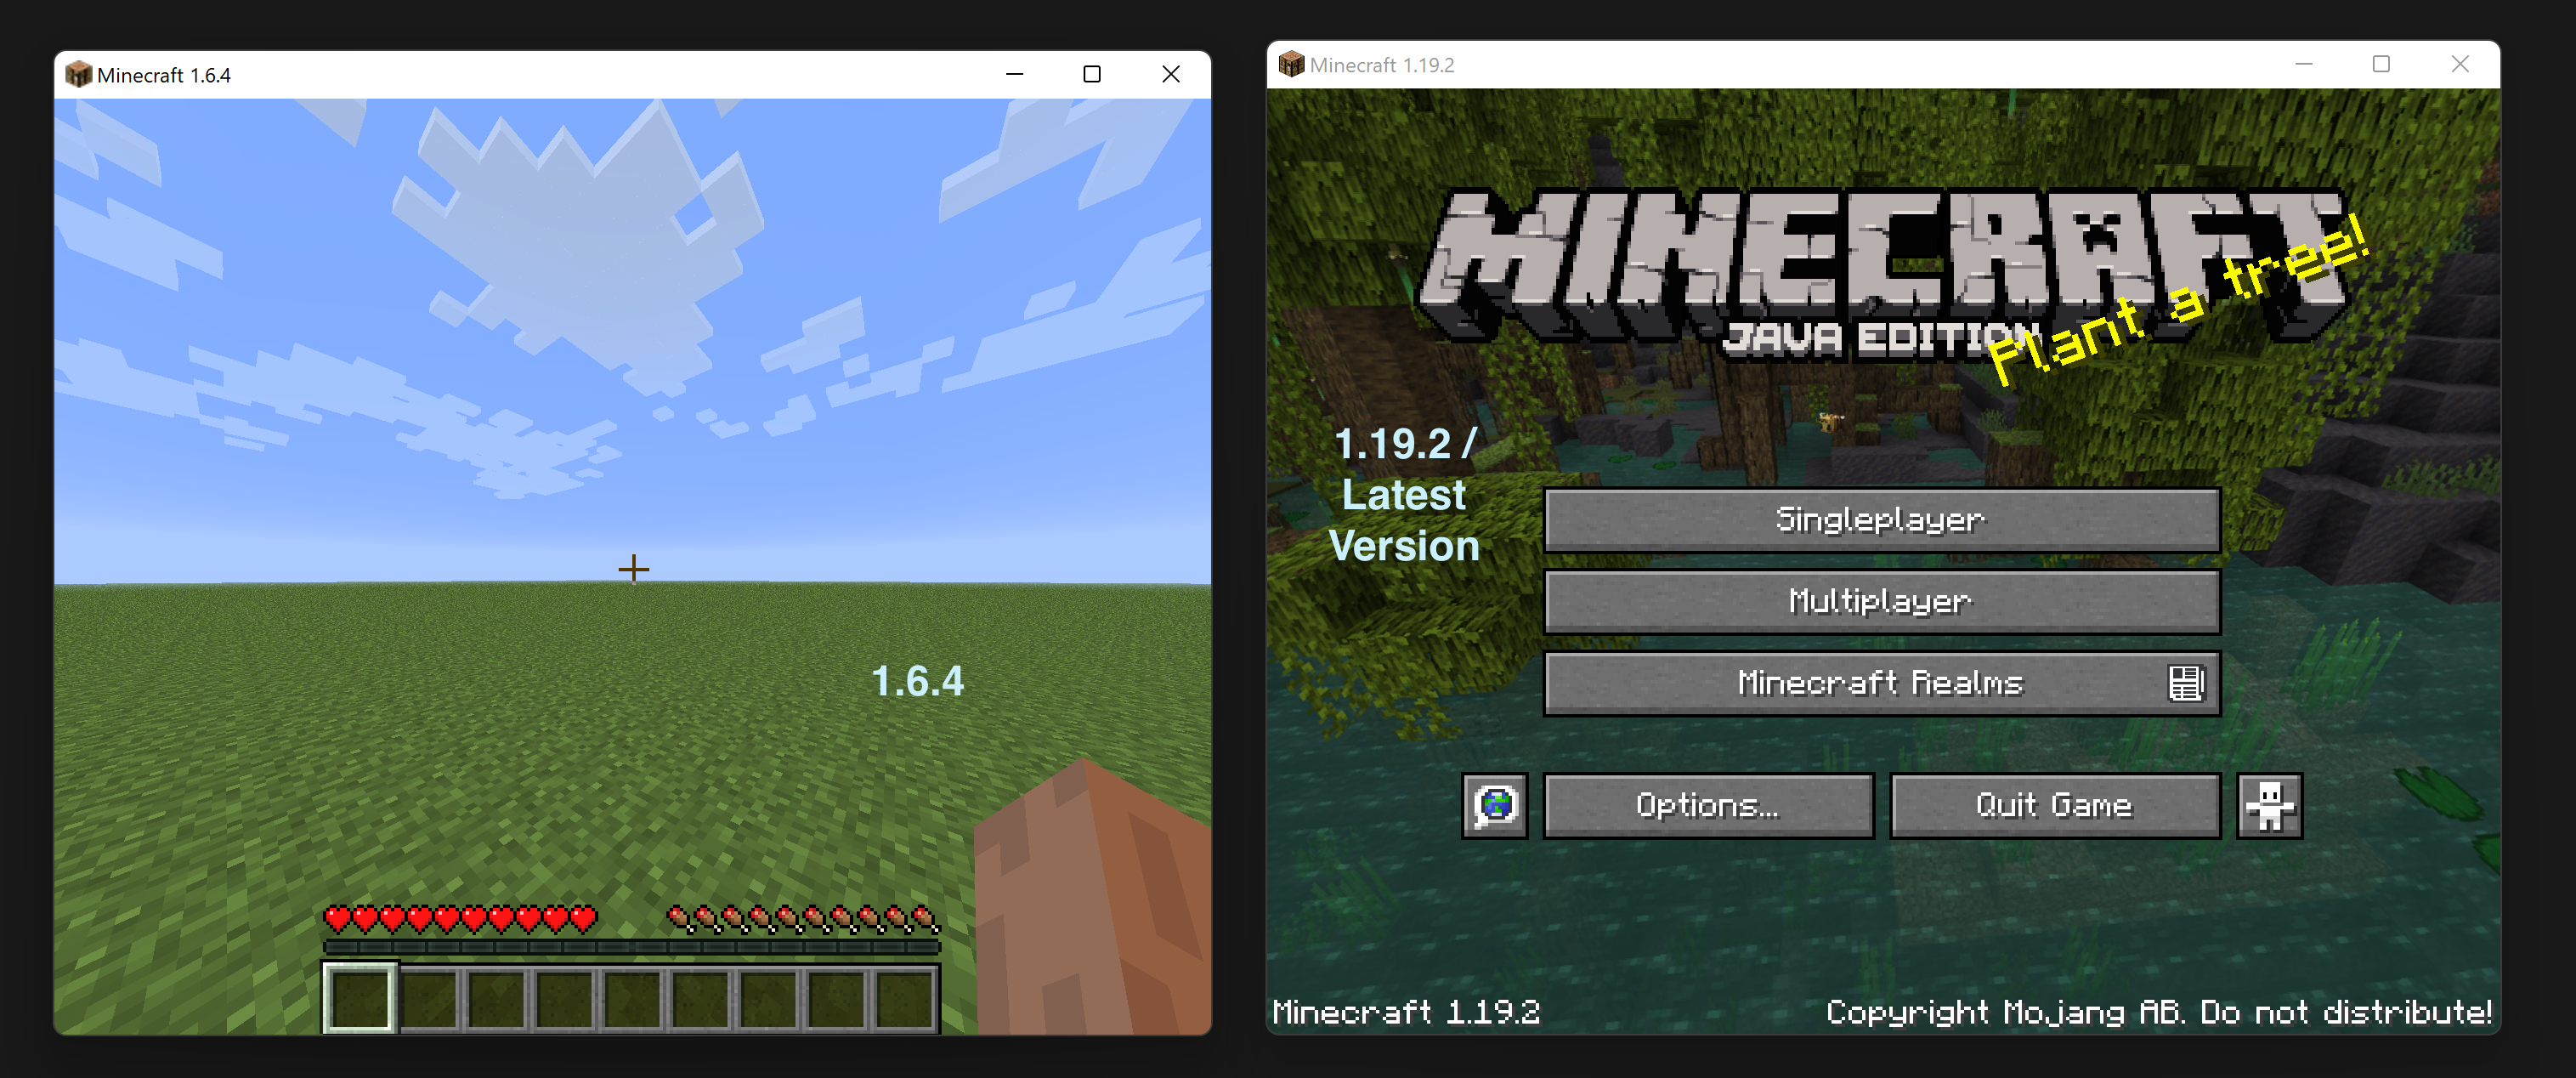 Minecraft 1.6.4
1.6.4
Minecraft 1.19.2
MINECRAFT
JAVA EDITION
Plant a tree!
1.19.2 /
Latest
Version
Singleplayer
Multiplayer
Minecraft Realms
Options...
Quit Game
Minecraft 1.19.2
Copyright Mojang AB. Do not distribute!